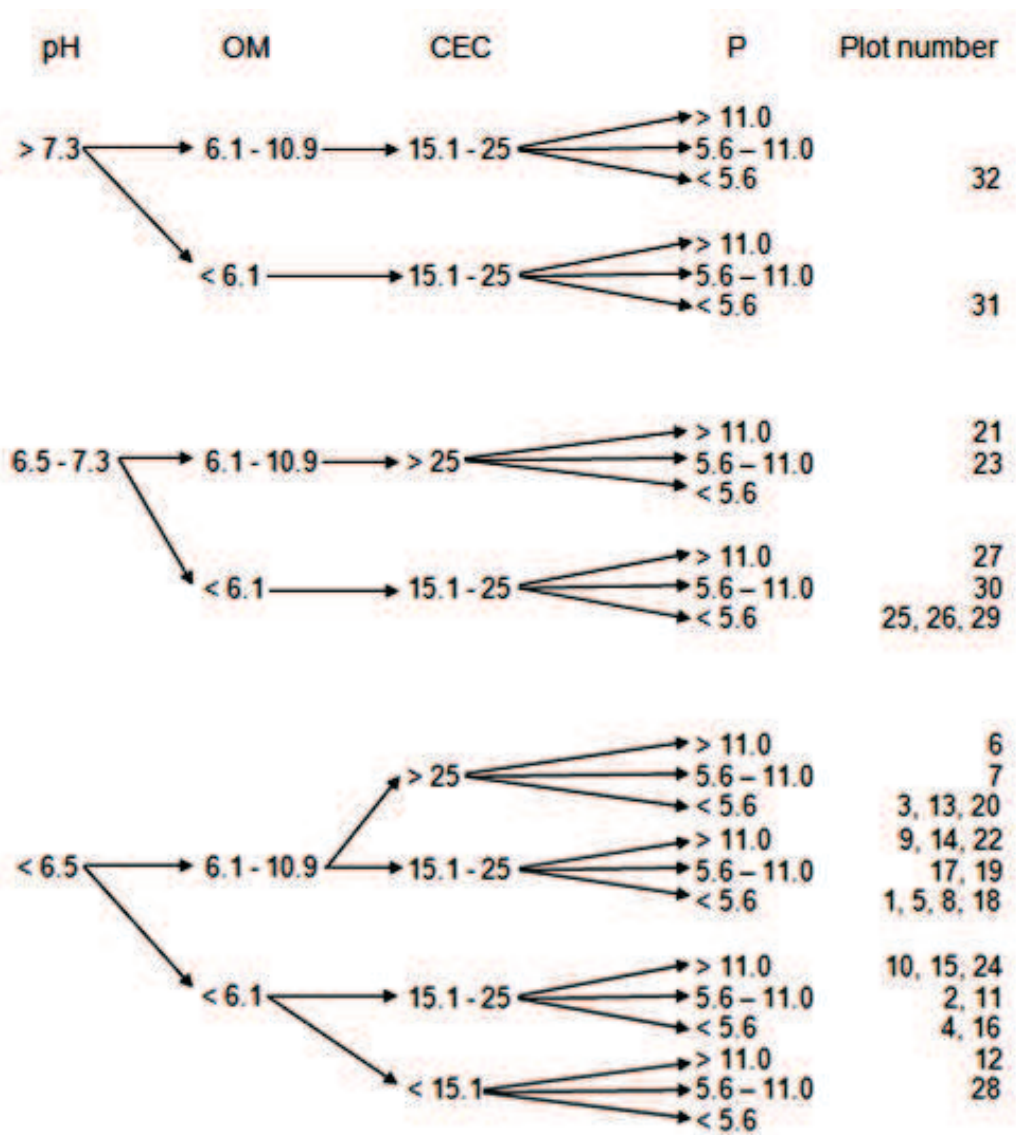 pH OM CEC P Plot number
> 11.0
> 7.3 6.1 - 10.9 15.1 - 25 5.6 – 11.0
< 5.6 32
> 11.0
< 6.1 15.1 - 25 5.6 – 11.0
< 5.6 31
> 11.0 21
6.5 - 7.3 6.1 - 10.9 > 25 5.6 – 11.0 23
< 5.6
> 11.0 27
< 6.1 15.1 - 25 5.6 – 11.0 30
< 5.6 25, 26, 29
> 11.0 6
> 25 5.6 – 11.0 7
< 5.6 3, 13, 20
> 11.0 9, 14, 22
< 6.5 6.1 - 10.9 15.1 - 25 5.6 – 11.0 17, 19
< 5.6 1, 5, 8, 18
> 11.0 10, 15, 24
< 6.1 15.1 - 25 5.6 – 11.0 2, 11
< 5.6 4, 16
> 11.0 12
< 15.1 5.6 – 11.0 28
< 5.6